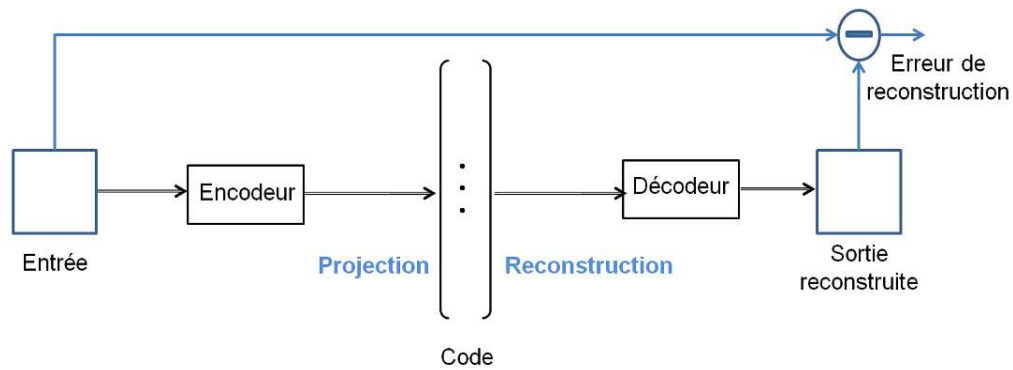 Erreur de
reconstruction
Encodeur
Décodeur
Entrée
Projection
Reconstruction
Sortie
reconstruite
Code